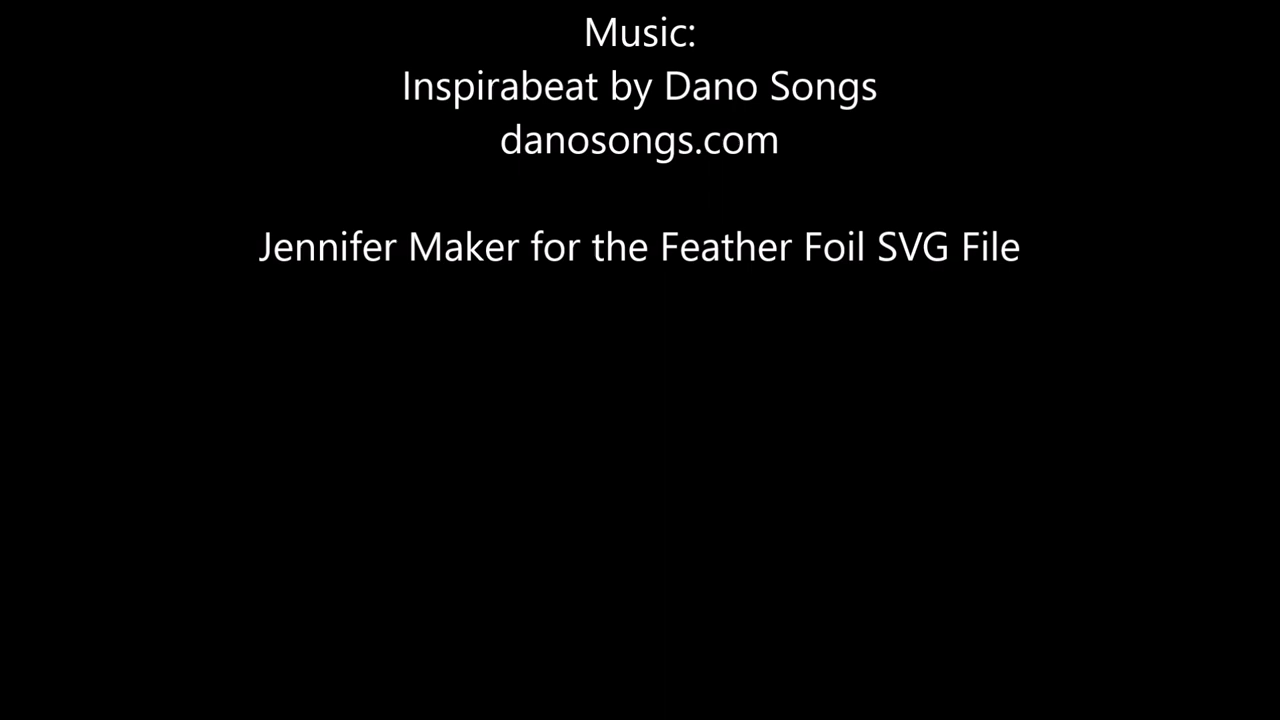 Music:
Inspirabeat by Dano Songs
danosongs.com
Jennifer Maker for the Feather Foil SVG File